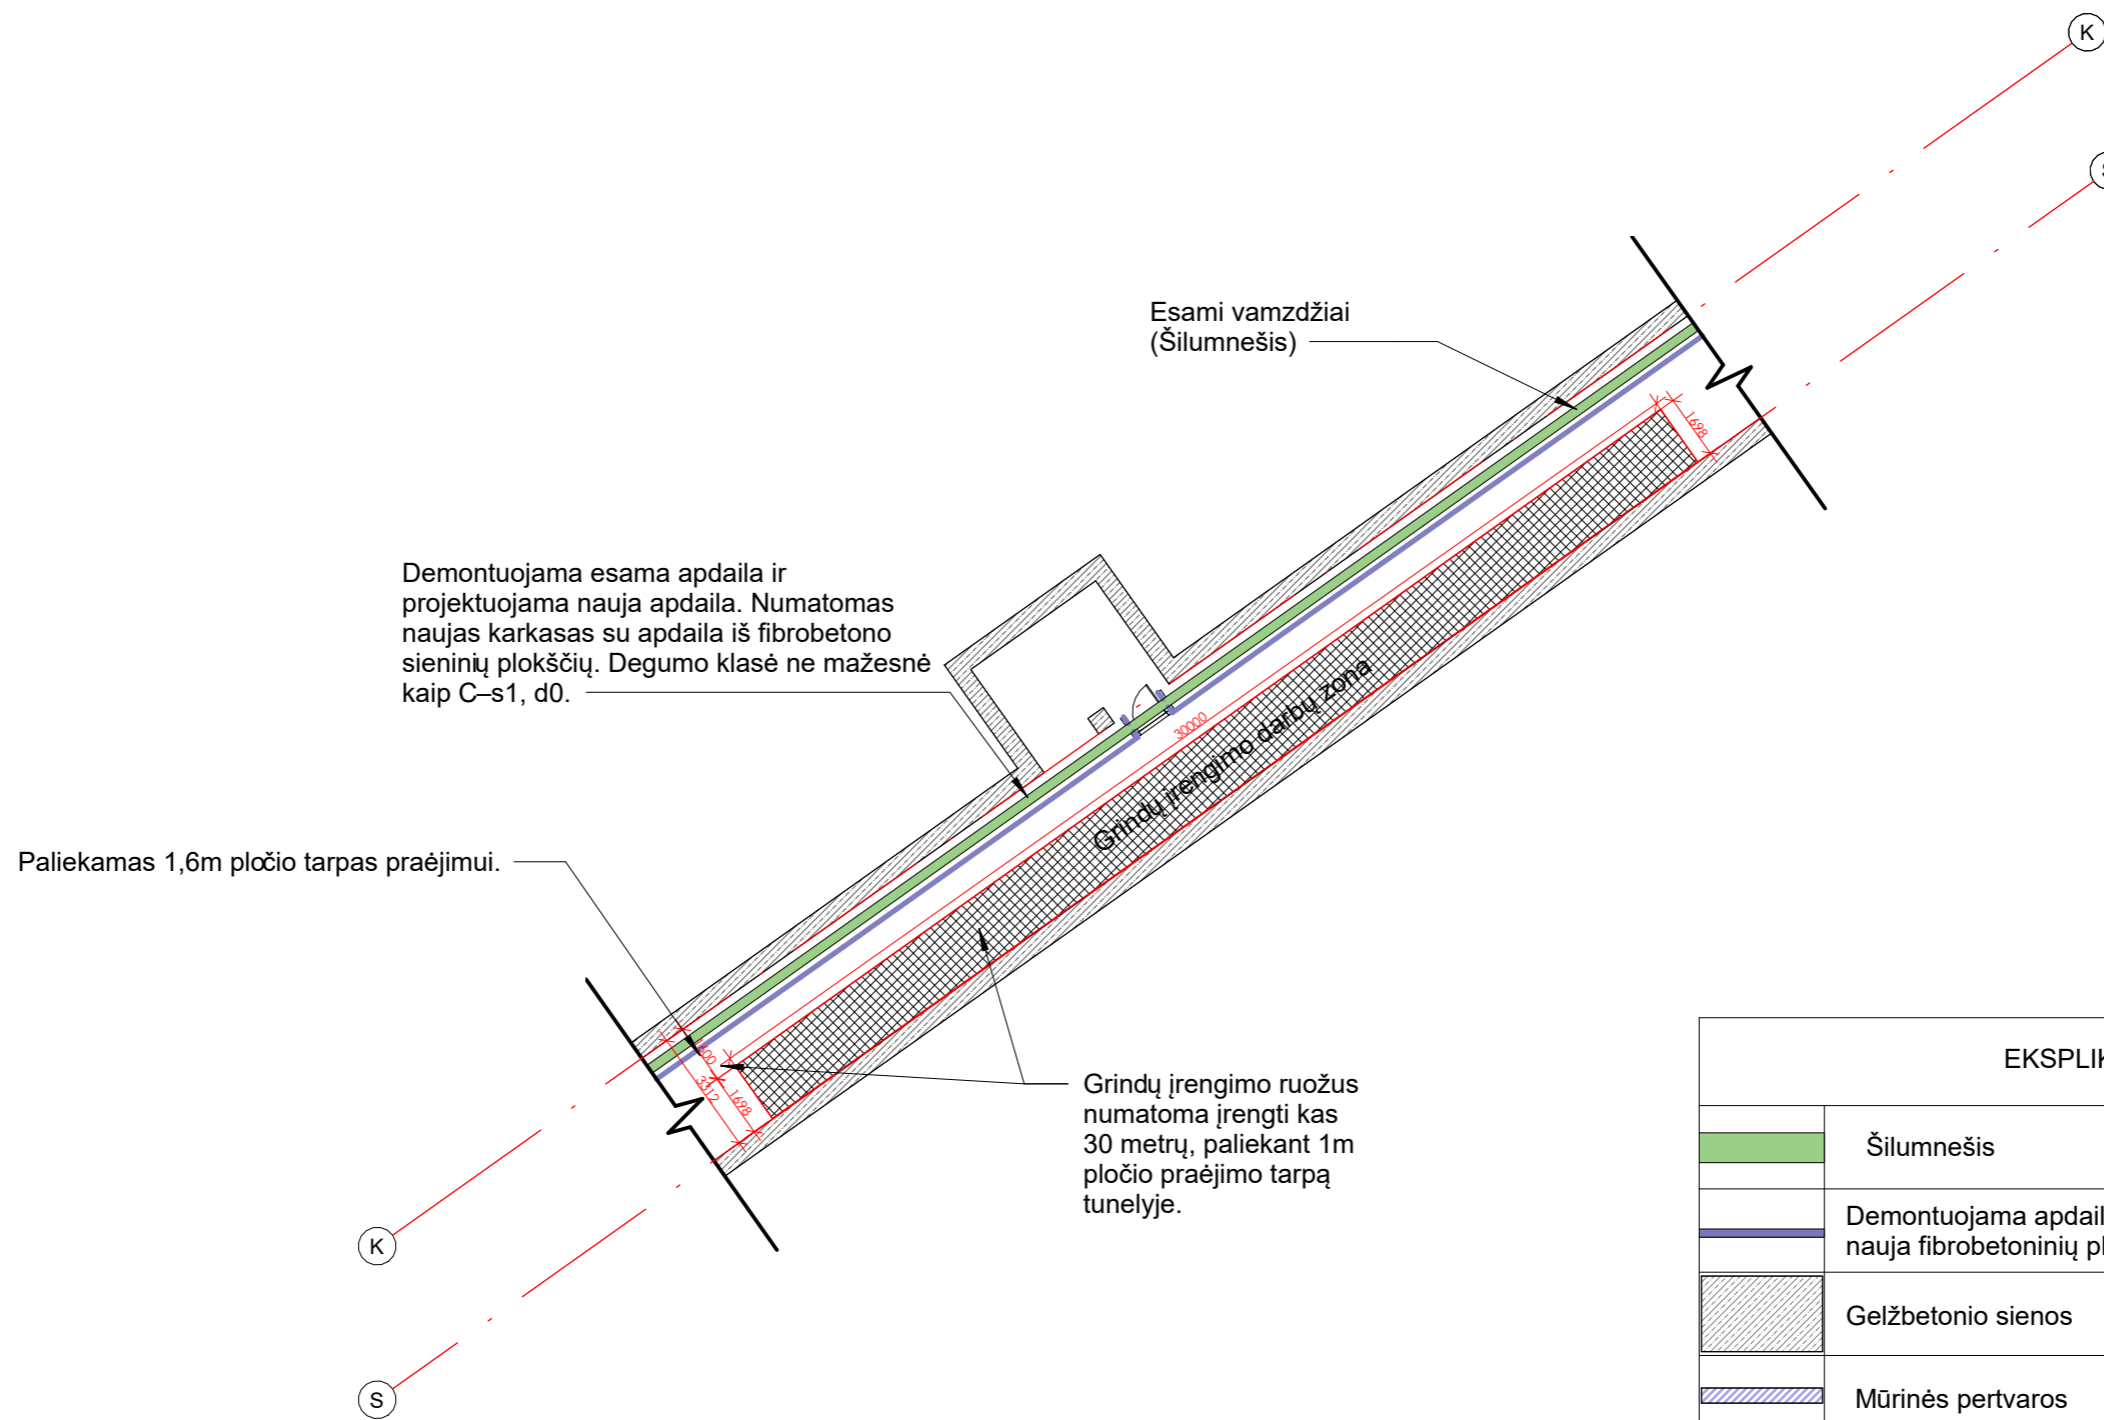 K
Esami vamzdžiai
(Šilumnešis)
1698
Demontuojama esama apdaila ir
projektuojama nauja apdaila. Numatomas
naujas karkasas su apdaila iš fibrobetono
sieninių plokščių. Degumo klasė ne mažesnė
kaip C–s1, d0.
30000
Grindų įrengimo darbų zona
Paliekamas 1,6m pločio tarpas praėjimui.
1600
3312
1698
Grindų įrengimo ruožus
numatoma įrengti kas
30 metrų, paliekant 1m
pločio praėjimo tarpą
tunelyje.
K
S
EKSPLIK
Šilumnešis
Demontuojama apdail
nauja fibrobetoninių pl
Gelžbetonio sienos
Mūrinės pertvaros